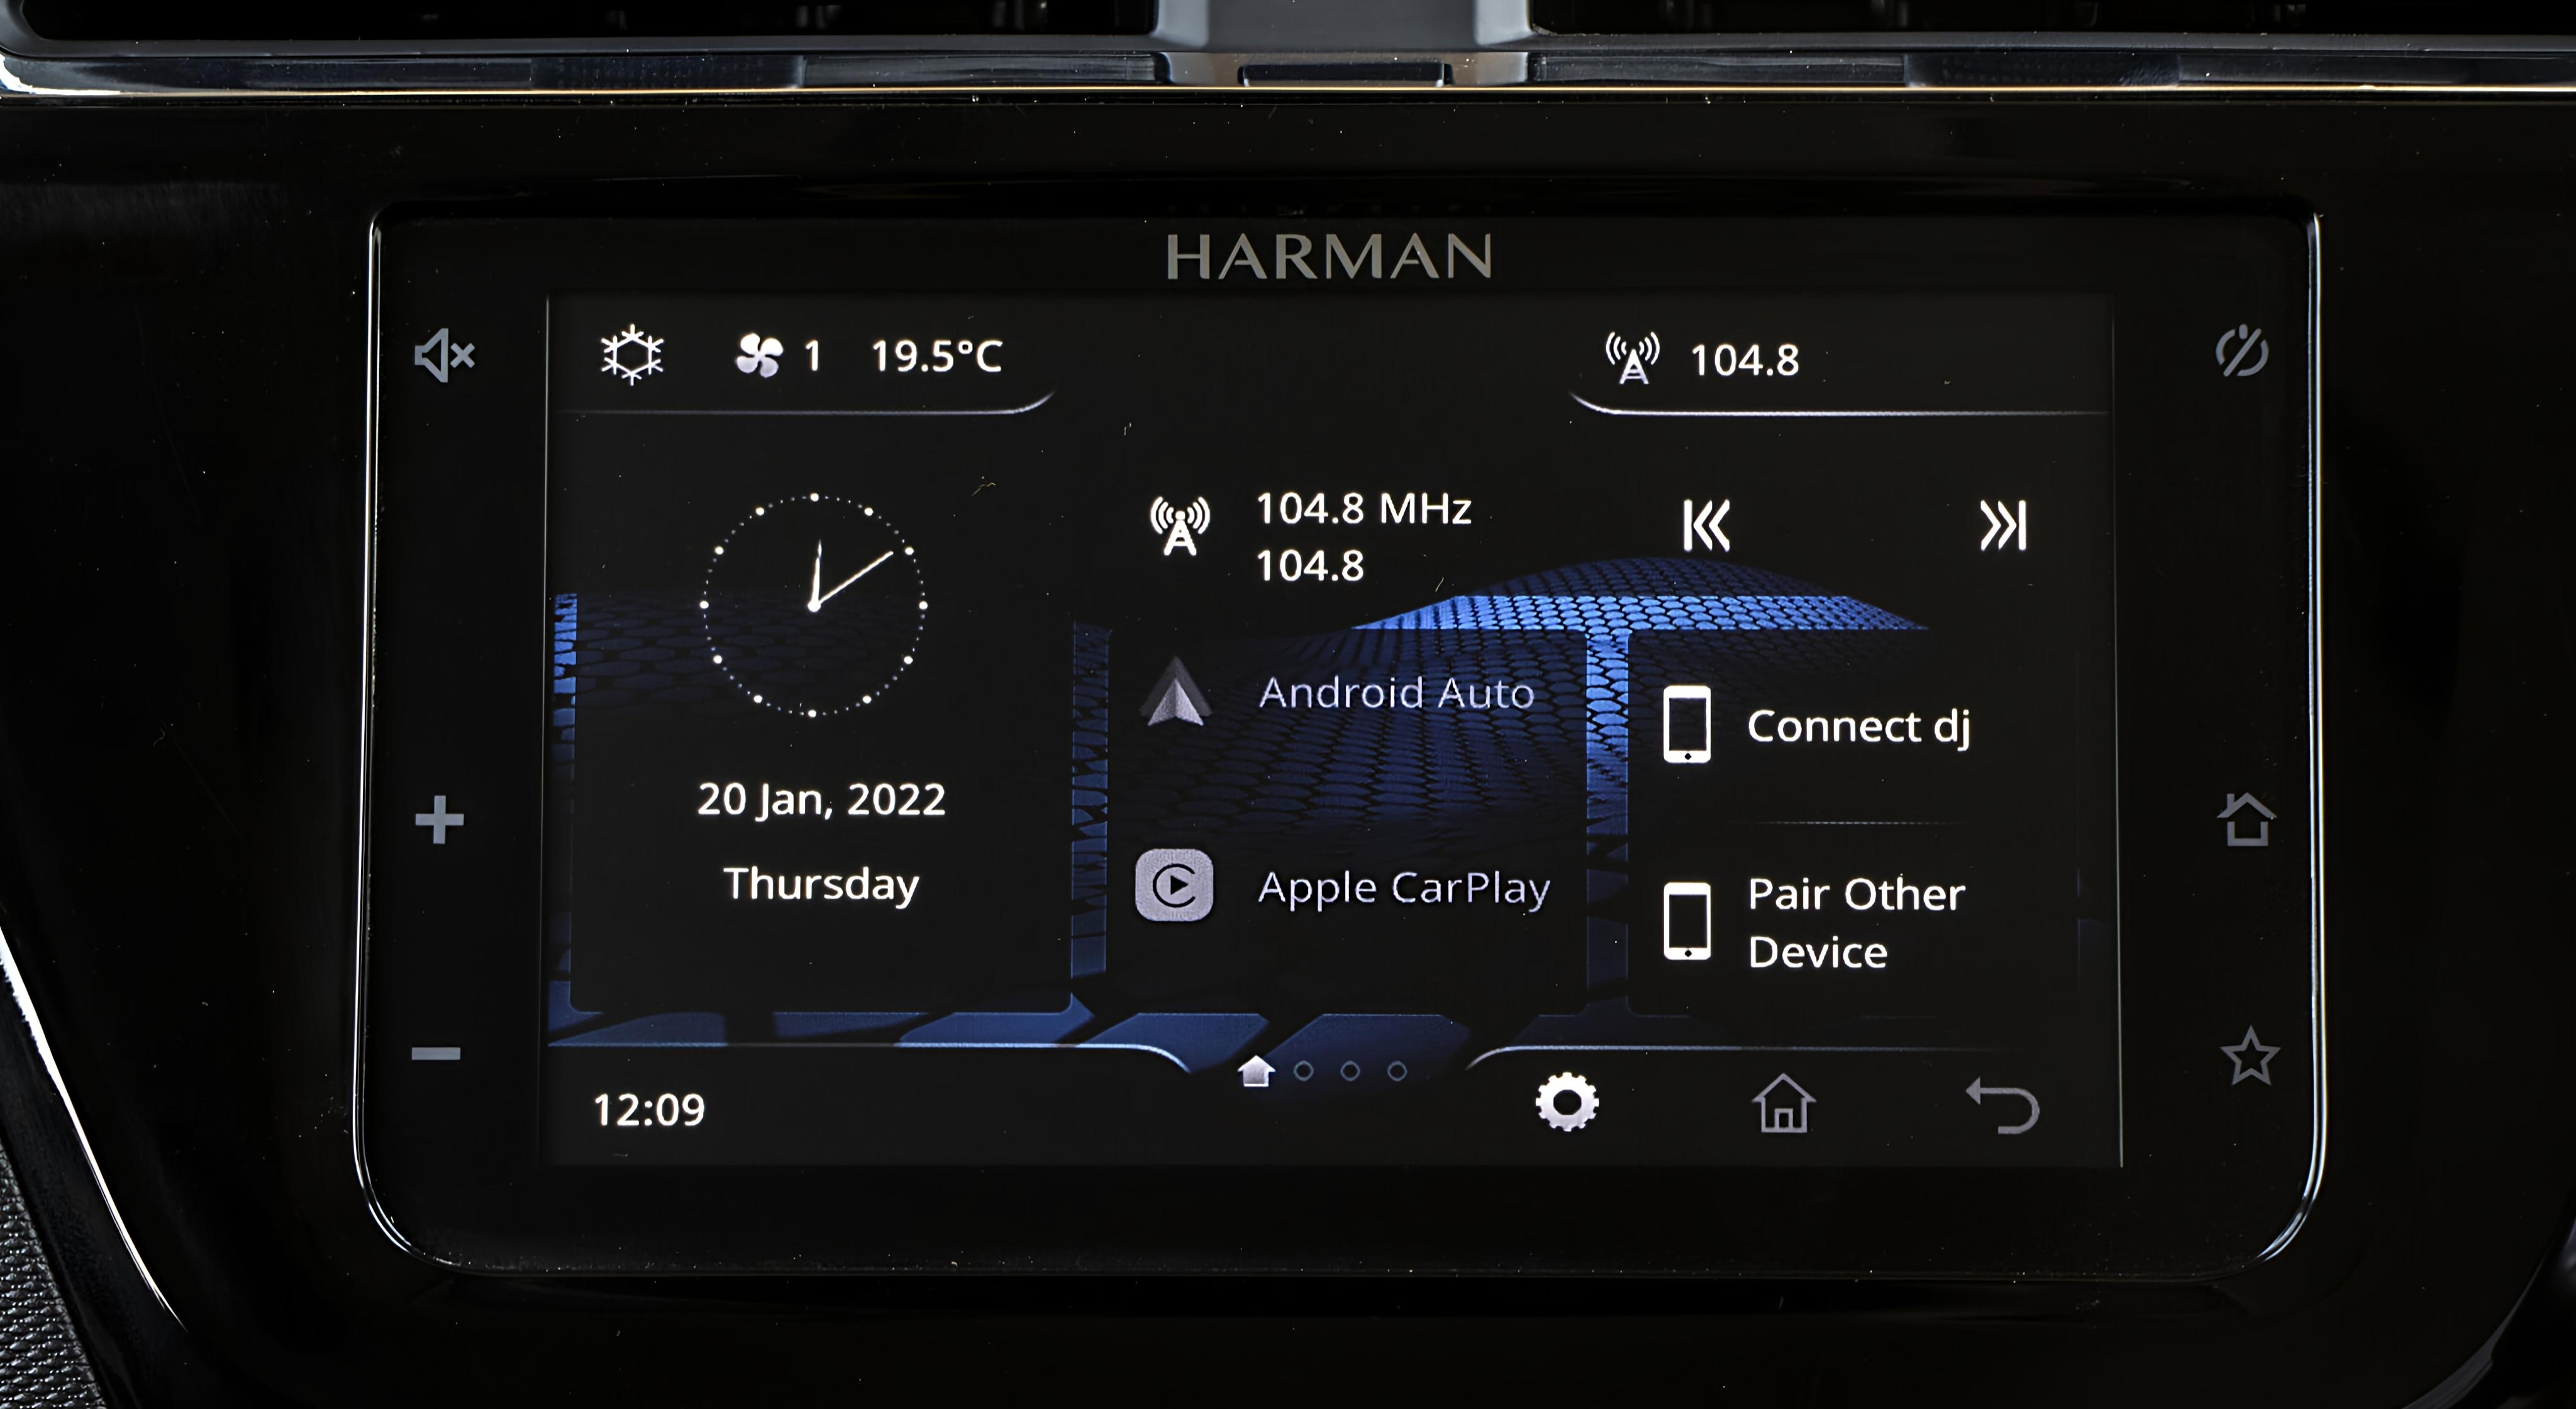 HARMAN
1 19.5°C
104.8
104.8 MHz
104.8
Android Auto
Apple CarPlay
Connect dj
Pair Other
Device
20 Jan, 2022
Thursday
12:09